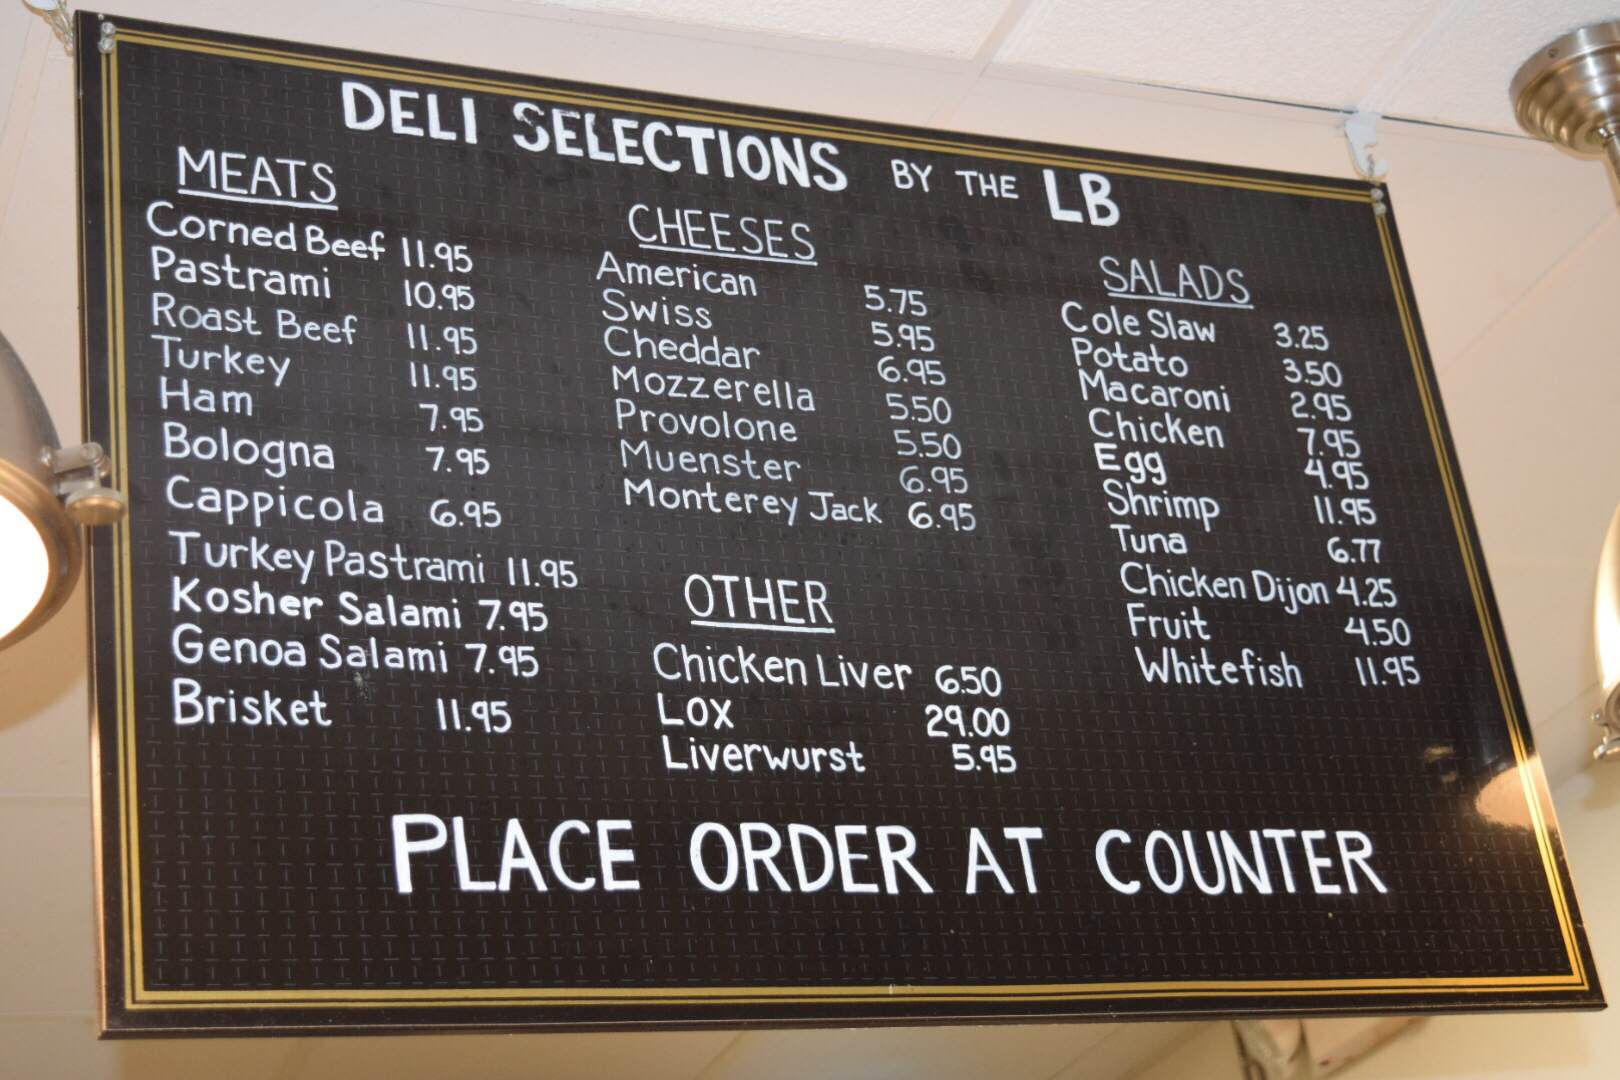 DELI SELECTIONS BY THE LB
MEATS
Corned Beef 11.95
Pastrami 10.95
Roast Beef 11.95
Turkey 11.95
Ham 7.95
Bologna 7.95
Cappicola 6.95
Turkey Pastrami 11.95
Kosher Salami 7.95
Genoa Salami 7.95
Brisket 11.95
CHEESES
American 5.75
Swiss 5.95
Cheddar 6.95
Mozzerella 5.50
Provolone 5.50
Muenster 6.95
Monterey Jack 6.95
OTHER
Chicken Liver 6.50
Lox 29.00
Liverwurst 5.95
SALADS
Cole Slaw 3.25
Potato 3.50
Macaroni 2.95
Chicken 7.95
Egg 4.95
Shrimp 11.95
Tuna 6.77
Chicken Dijon 4.25
Fruit 4.50
Whitefish 11.95
PLACE ORDER AT COUNTER